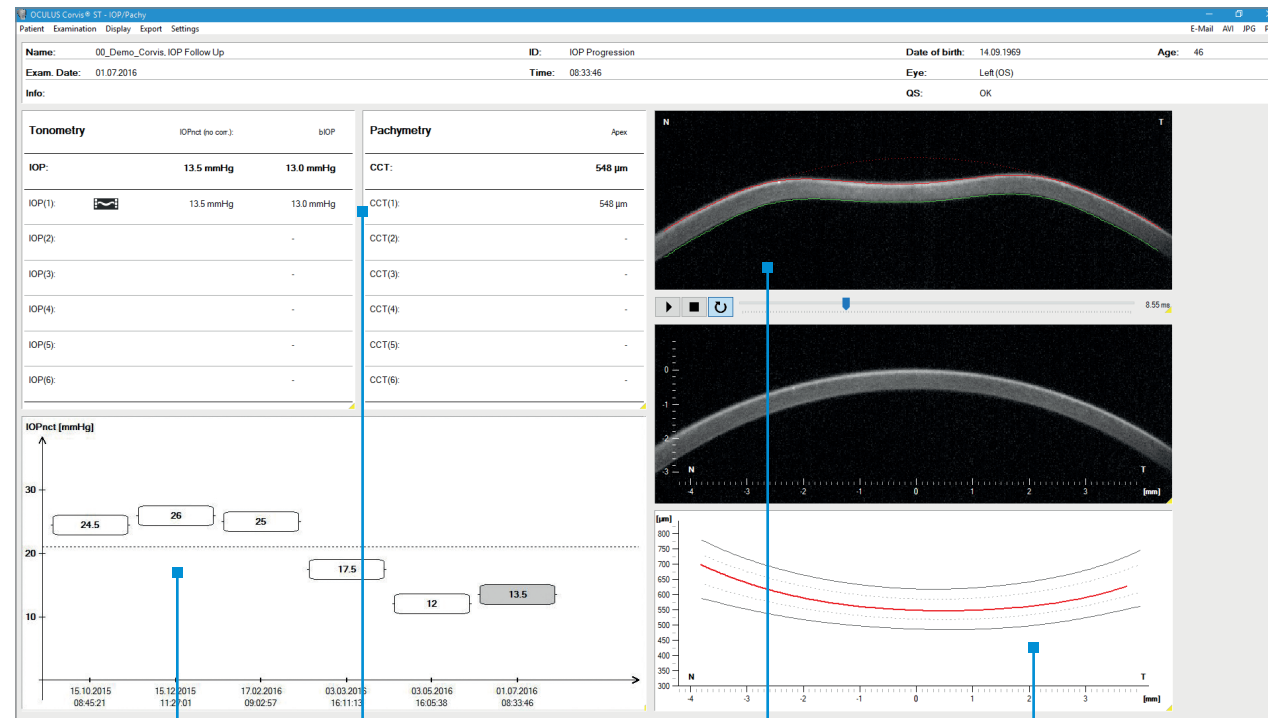 OCULUS Corvis® ST - IOP/Pachy
Patient Examination Display Export Settings E-Mail AVI JPG
Name: 00_Demo_Corvis, IOP Follow Up ID: IOP Progression Date of birth: 14.09.1969 Age: 46
Exam. Date: 01.07.2016 Time: 08:33:46 Eye: Left (OS)
Info: QS: OK
Tonometry IOPnct (no corr.): bIOP
IOP: 13.5 mmHg 13.0 mmHg
IOP(1): 13.5 mmHg 13.0 mmHg
IOP(2): -
IOP(3): -
IOP(4): -
IOP(5): -
IOP(6): -
Pachymetry Apex
CCT: 548 µm
CCT(1): 548 µm
CCT(2): -
CCT(3): -
CCT(4): -
CCT(5): -
CCT(6): -
N T
8.55 ms
0
-1
-2
-3
N T
-4 -3 -2 -1 0 1 2 3 [mm]
IOPnct [mmHg]
30
20
10
24.5 26 25 17.5 12 13.5
15.10.2015 15.12.2015 17.02.2016 03.03.2016 03.05.2016 01.07.2016
08:45:21 11:27:01 09:02:57 16:11:13 16:05:38 08:33:46
[µm]
800
750
700
650
600
550
500
450
400
350
300
N T
-4 -3 -2 -1 0 1 2 3 [mm]